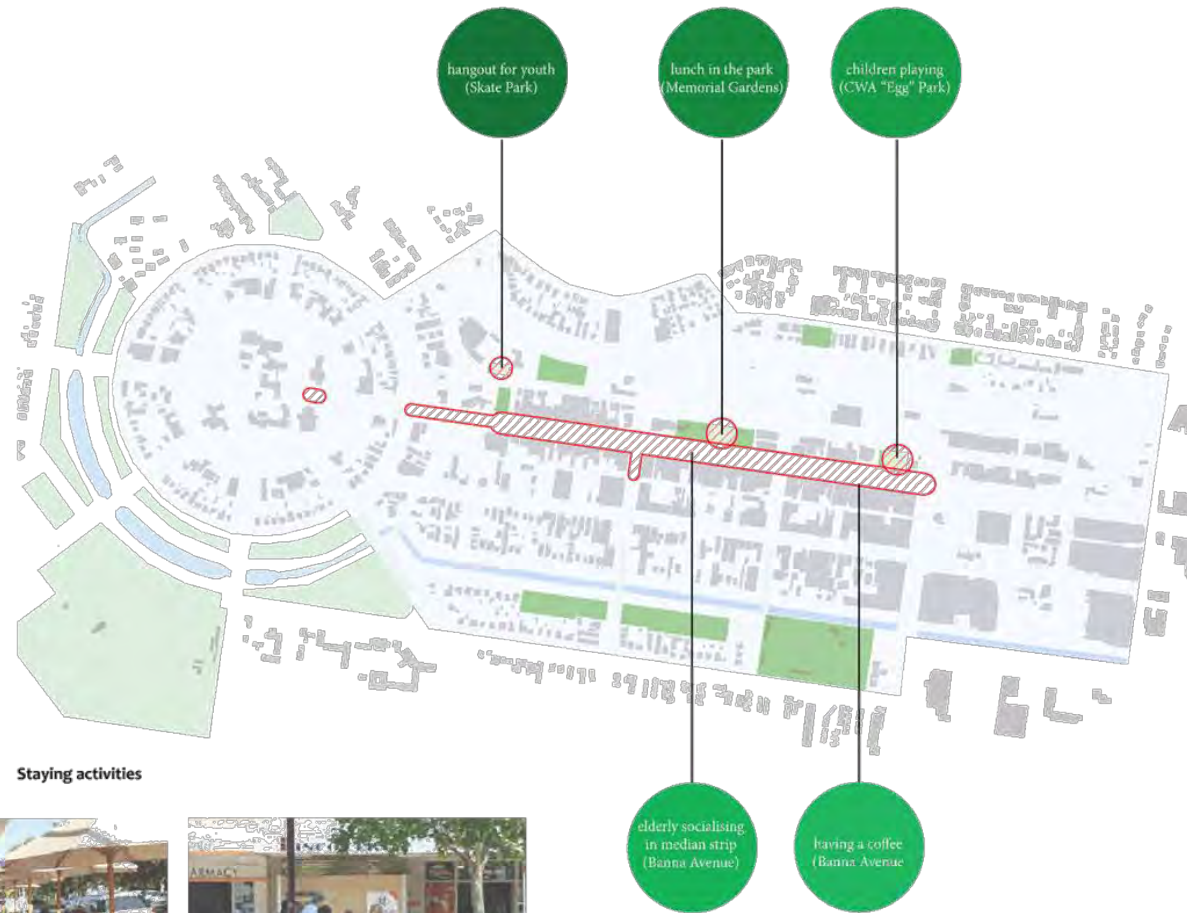 hangout for youth
(Skate Park)
lunch in the park
(Memorial Gardens)
children playing
(CWA "Egg" Park)
Staying activities
elderly socialising
in median strip
(Banna Avenue)
having a coffee
(Banna Avenue
ARMACY